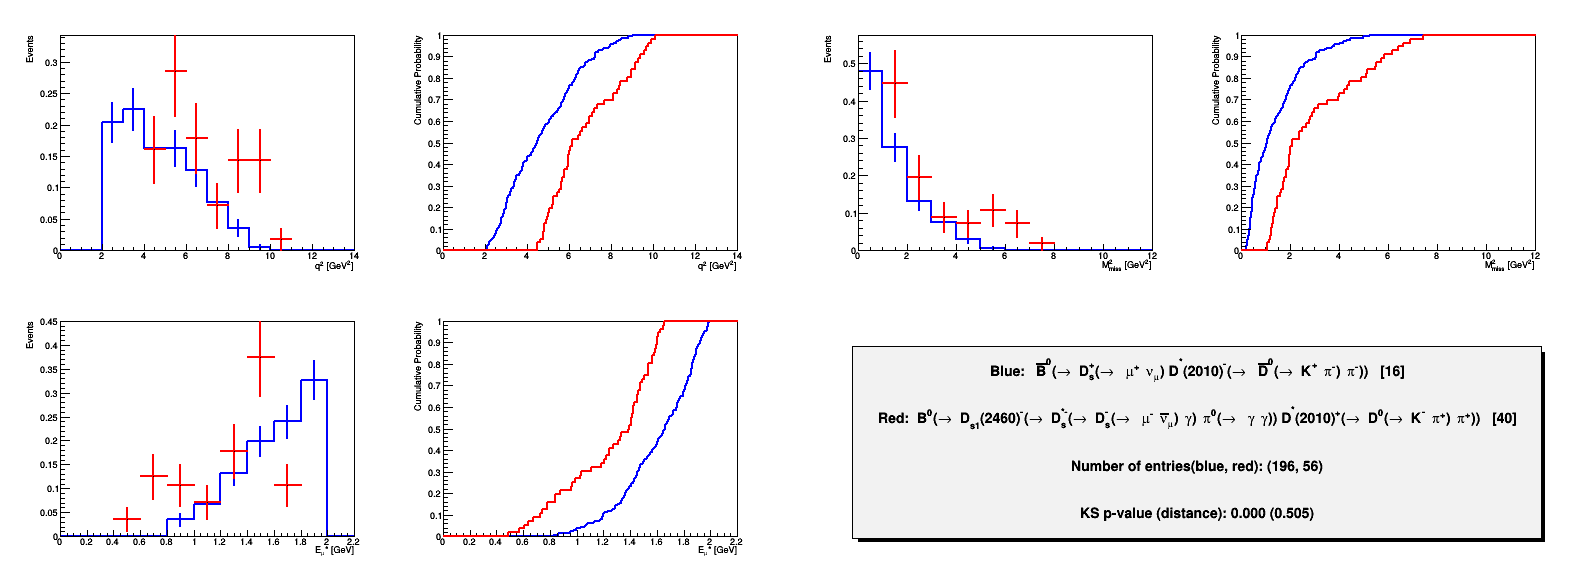 Events
0.3
0.25
0.2
0.15
0.1
0.05
0
0 2 4 6 8 10 12 14
q² [GeV²]
Cumulative Probability
1
0.9
0.8
0.7
0.6
0.5
0.4
0.3
0.2
0.1
0
0 2 4 6 8 10 12 14
q² [GeV²]
Events
0.5
0.4
0.3
0.2
0.1
0
0 2 4 6 8 10 12
M²miss [GeV²]
Cumulative Probability
1
0.9
0.8
0.7
0.6
0.5
0.4
0.3
0.2
0.1
0
0 2 4 6 8 10 12
M²miss [GeV²]
Events
0.45
0.4
0.35
0.3
0.25
0.2
0.15
0.1
0.05
0
0 0.2 0.4 0.6 0.8 1 1.2 1.4 1.6 1.8 2 2.2
Eμ* [GeV]
Cumulative Probability
1
0.9
0.8
0.7
0.6
0.5
0.4
0.3
0.2
0.1
0
0 0.2 0.4 0.6 0.8 1 1.2 1.4 1.6 1.8 2 2.2
Eμ* [GeV]
Blue: B̅⁰(→ Dₛ⁺(→ μ⁺ νμ) D*(2010)⁻(→ D̅⁰(→ K⁺ π⁻) π⁻)) [16]
Red: B⁰(→ Dₛ₁(2460)⁻(→ Dₛ*⁻(→ Dₛ⁻(→ μ⁻ ν̅μ) γ) π⁰(→ γ γ)) D*(2010)⁺(→ D⁰(→ K⁻ π⁺) π⁺)) [40]
Number of entries(blue, red): (196, 56)
KS p-value (distance): 0.000 (0.505)